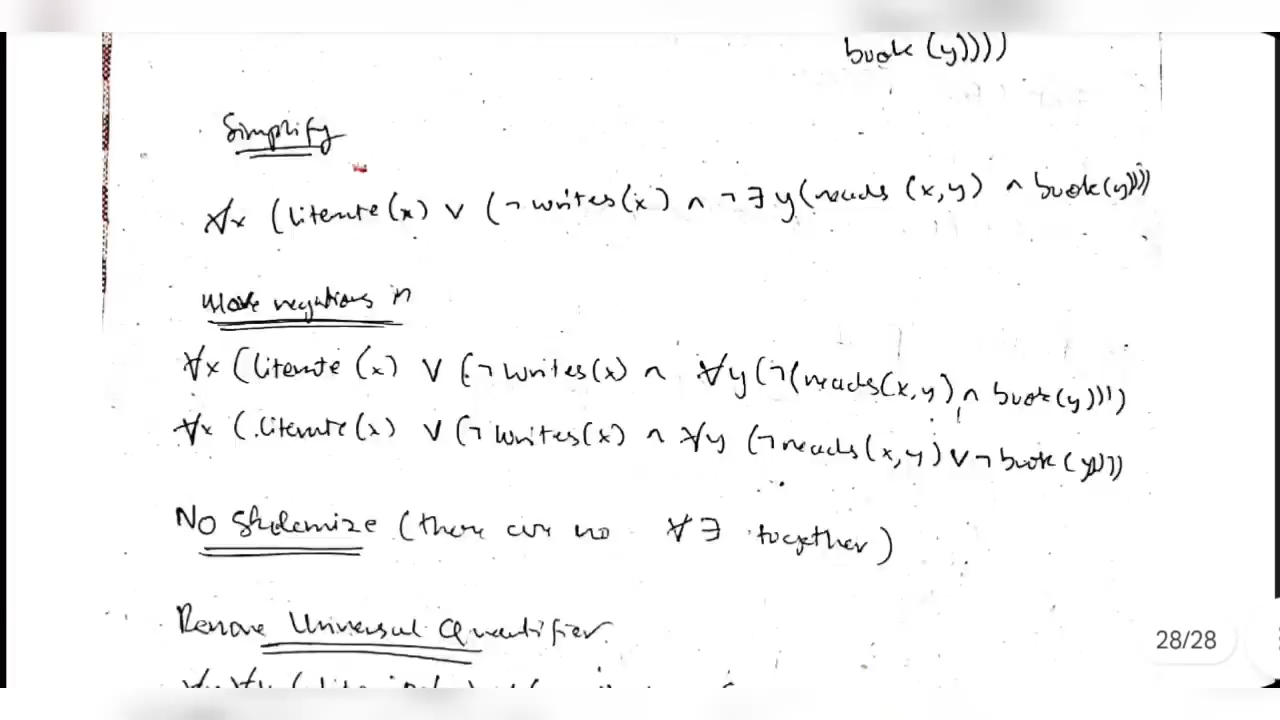 book (y))))
Simplify
∀x (literate(x) ∨ (¬writes(x) ∧ ¬∃y(reads (x,y) ∧ book(y))))
Move negations in
∀x (literate (x) ∨ (¬writes(x) ∧ ∀y(¬(reads(x,y) ∧ book(y))))
∀x (literate(x) ∨ (¬writes(x) ∧ ∀y (¬reads(x,y) ∨ ¬book(y))))
No Skolemize (there are no ∀∃ together)
Remove Universal Quantifier.
28/28